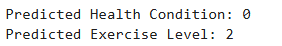 Predicted Health Condition: 0
Predicted Exercise Level: 2